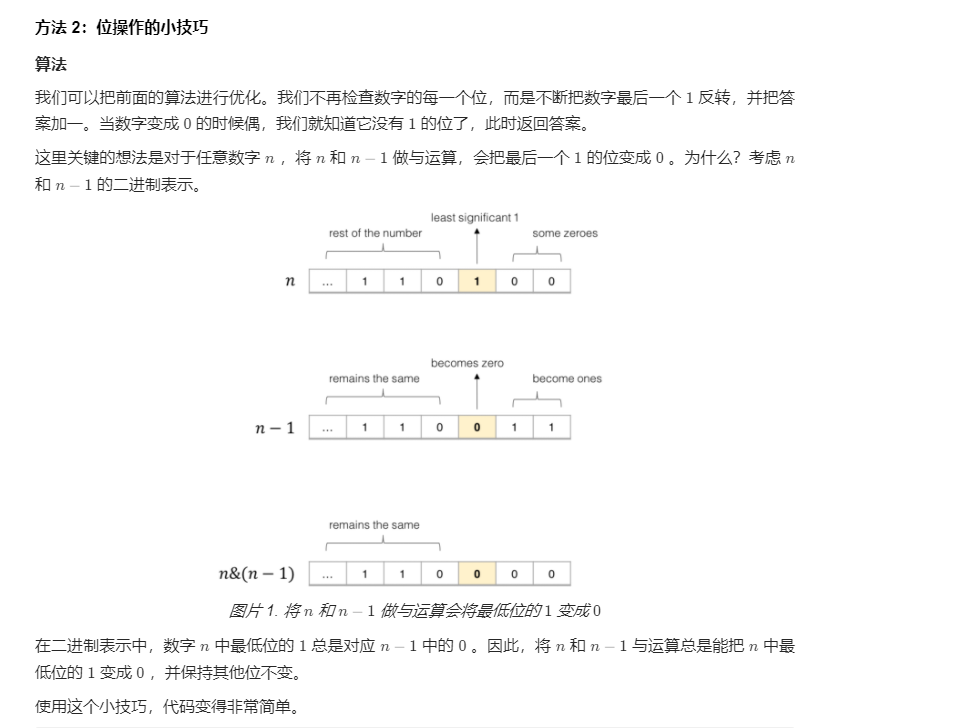 方法 2：位操作的小技巧
算法
我们可以把前面的算法进行优化。我们不再检查数字的每一个位，而是不断把数字最后一个 1 反转，并把答
案加一。当数字变成 0 的时候偶，我们就知道它没有 1 的位了，此时返回答案。
这里关键的想法是对于任意数字 n ，将 n 和 n − 1 做与运算，会把最后一个 1 的位变成 0 。为什么？考虑 n
和 n − 1 的二进制表示。
least significant 1
rest of the number some zeroes
n ... 1 1 0 1 0 0
becomes zero
remains the same become ones
n − 1 ... 1 1 0 0 1 1
remains the same
n&(n − 1) ... 1 1 0 0 0 0
图片 1. 将 n 和 n − 1 做与运算会将最低位的 1 变成 0
在二进制表示中，数字 n 中最低位的 1 总是对应 n − 1 中的 0 。因此，将 n 和 n − 1 与运算总是能把 n 中最
低位的 1 变成 0 ，并保持其他位不变。
使用这个小技巧，代码变得非常简单。